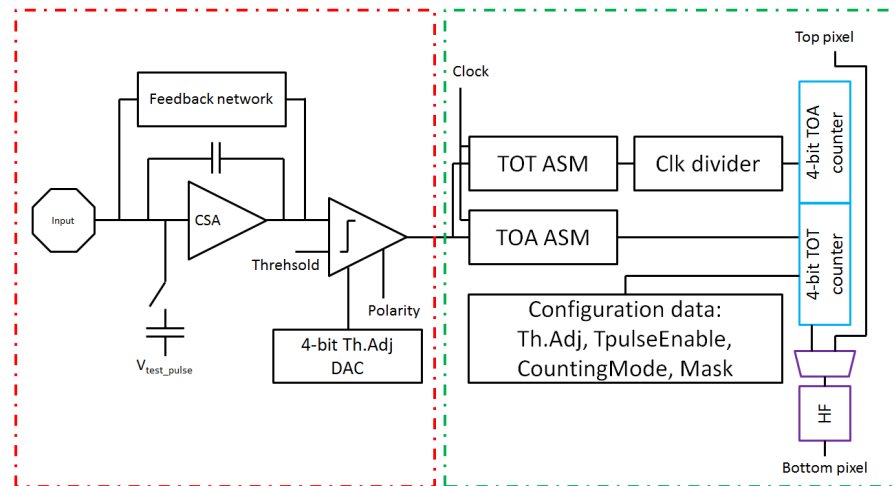 Top pixel
Clock
Feedback network
4-bit TOA
counter
TOT ASM
Clk divider
Input
CSA
TOA ASM
4-bit TOT
counter
Threhsold
Polarity
Configuration data:
Th.Adj, TpulseEnable,
CountingMode, Mask
4-bit Th.Adj
DAC
Vtest_pulse
HF
Bottom pixel